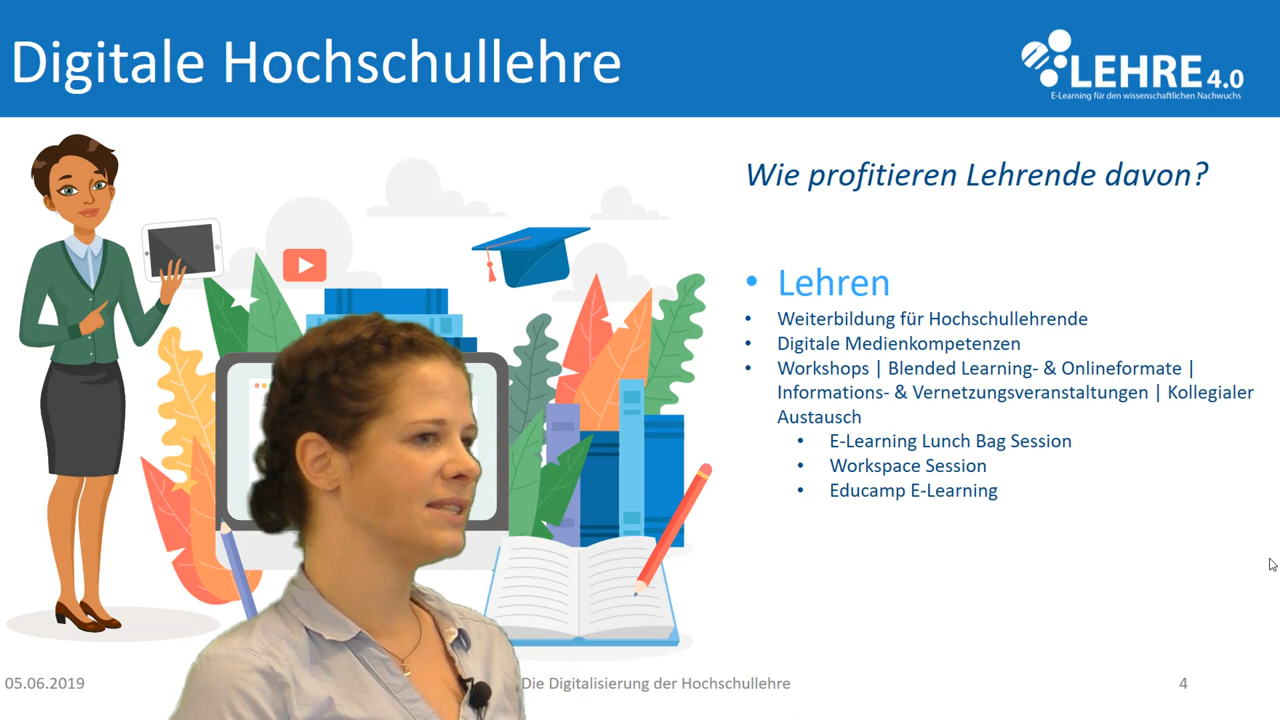 Digitale Hochschullehre
LEHRE 4.0
E-Learning für den wissenschaftlichen Nachwuchs
Wie profitieren Lehrende davon?
• Lehren
• Weiterbildung für Hochschullehrende
• Digitale Medienkompetenzen
• Workshops | Blended Learning- & Onlineformate |
Informations- & Vernetzungsveranstaltungen | Kollegialer
Austausch
• E-Learning Lunch Bag Session
• Workspace Session
• Educamp E-Learning
05.06.2019
Die Digitalisierung der Hochschullehre
4